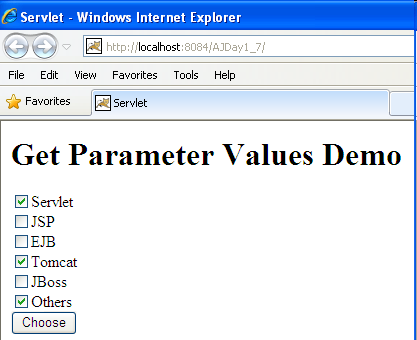 Servlet - Windows Internet Explorer
http://localhost:8084/AJDay1_7/
File Edit View Favorites Tools Help
Favorites Servlet
Get Parameter Values Demo
Servlet
JSP
EJB
Tomcat
JBoss
Others
Choose